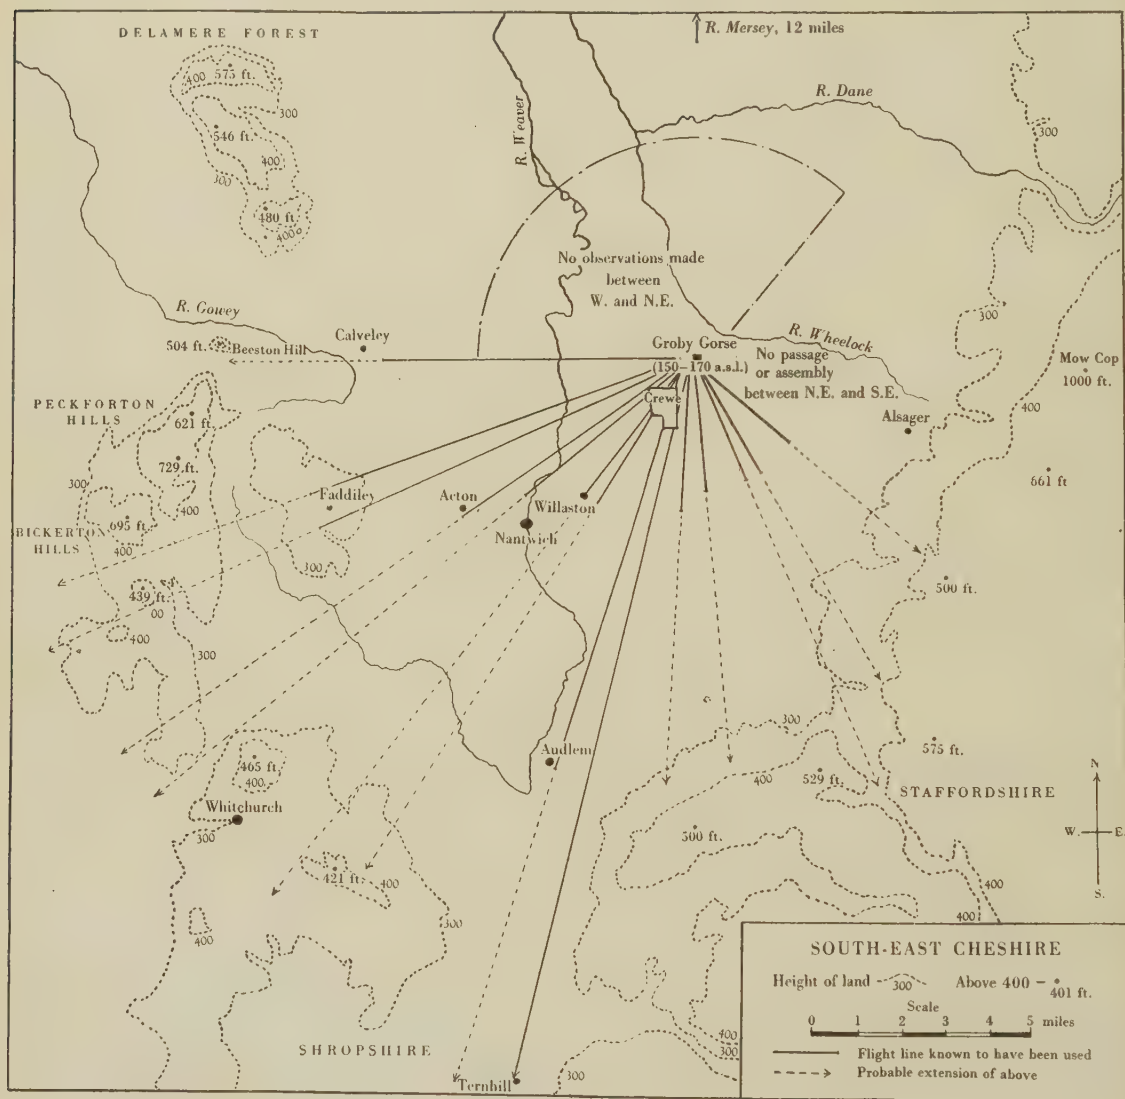 DELAMERE FOREST
R. Mersey, 12 miles
400
575 ft.
R. Dane
300
300
546 ft.
R. Weaver
400
300
480 ft.
400
No observations made
between
W. and N.E.
R. Gowey
300
504 ft.
Beeston Hill
Calveley
Groby Gorse
(150–170 a.s.l.)
R. Wheelock
No passage
or assembly
between N.E. and S.E.
Mow Cop
1000 ft.
Crewe
Alsager
400
PECKFORTON
HILLS
621 ft.
729 ft.
300
400
661 ft
Faddiley
Acton
Willaston
Nantwich
695 ft.
BICKERTON
HILLS
400
300
439 ft.
00
400
300
500 ft.
300
400
465 ft.
400
Audlem
529 ft.
575 ft.
STAFFORDSHIRE
N
W.
E.
S.
Whitchurch
300
500 ft.
421 ft.
400
400
300
400
400
SHROPSHIRE
Ternhill
300
400
300
SOUTH-EAST CHESHIRE
Height of land 300 Above 400 – 401 ft.
Scale
0 1 2 3 4 5 miles
Flight line known to have been used
Probable extension of above